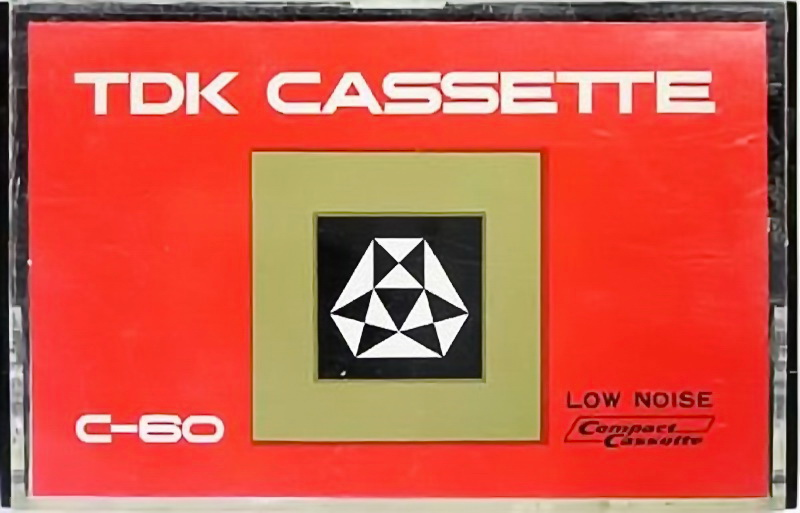 TDK CASSETTE
C-60
LOW NOISE
Compact
Cassette